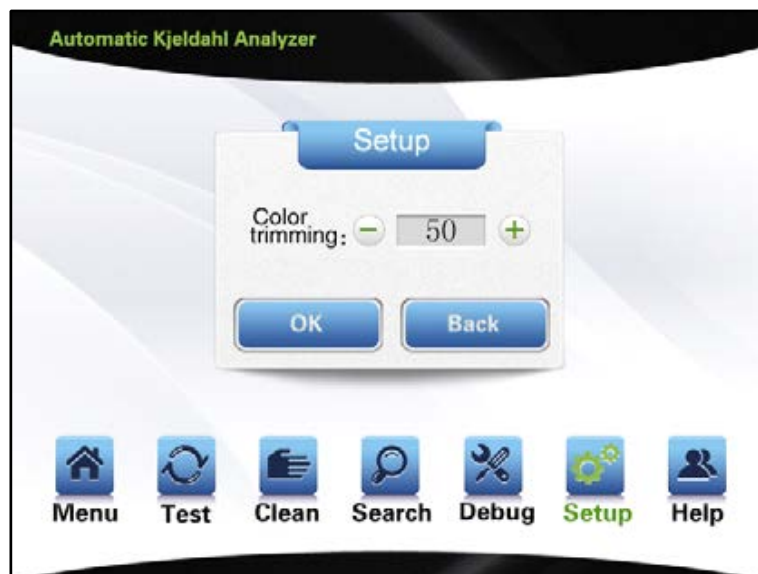 Automatic Kjeldahl Analyzer
Setup
Color
trimming: − 50 +
OK Back
Menu Test Clean Search Debug Setup Help